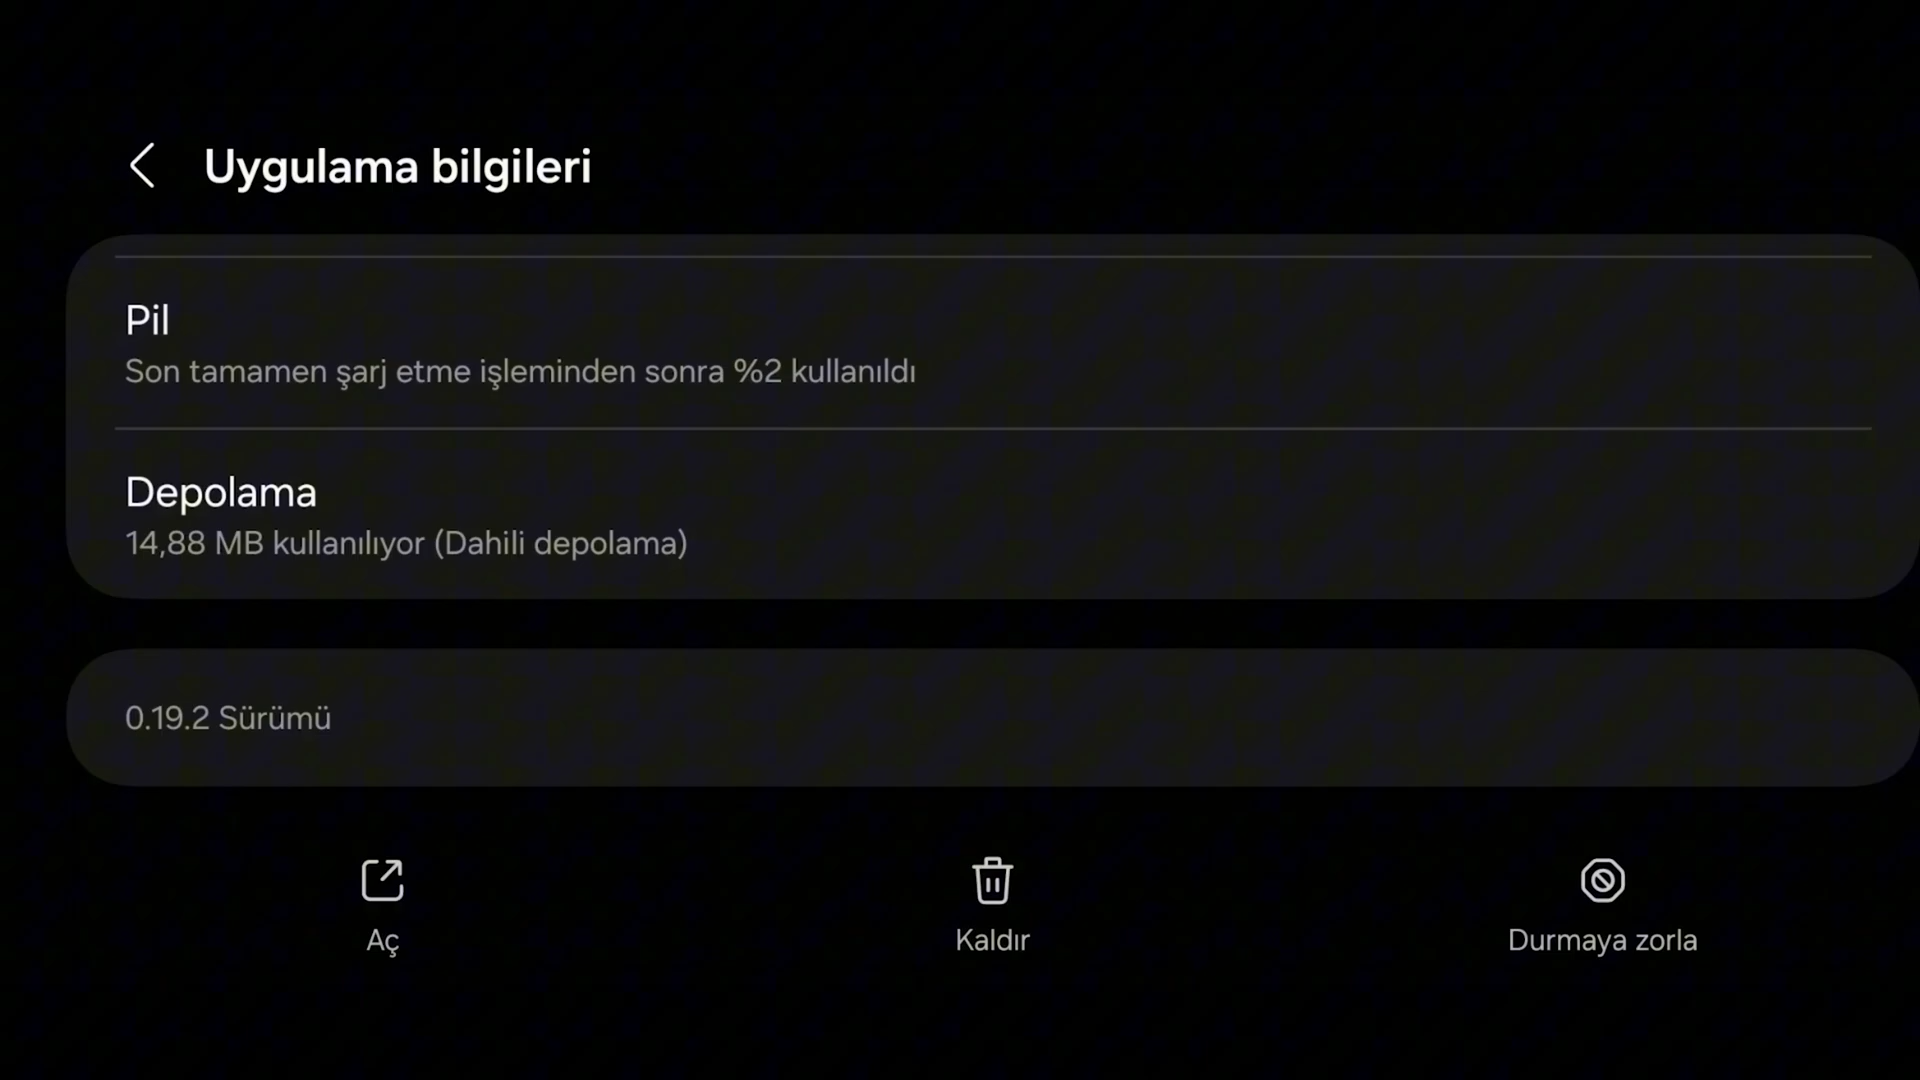 Uygulama bilgileri
Pil
Son tamamen şarj etme işleminden sonra %2 kullanıldı
Depolama
14,88 MB kullanılıyor (Dahili depolama)
0.19.2 Sürümü
Aç
Kaldır
Durmaya zorla